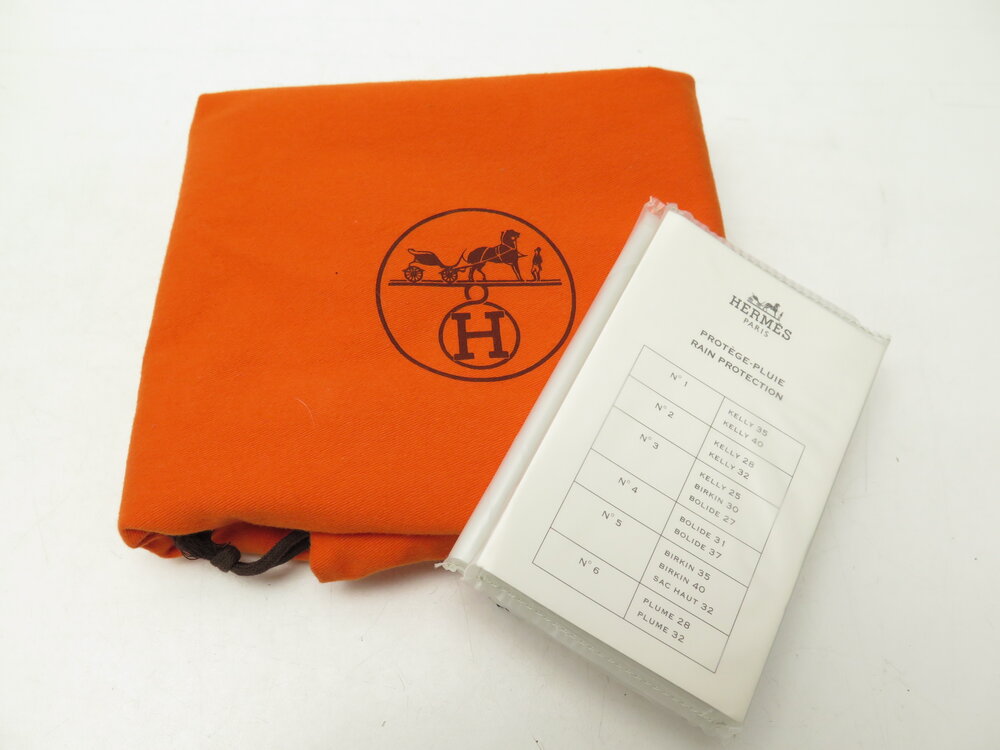 H
HERMÈS
PARIS
PROTÈGE-PLUIE
RAIN PROTECTION
N° 1
KELLY 35
KELLY 40
N° 2
KELLY 28
KELLY 32
N° 3
KELLY 25
BIRKIN 30
BOLIDE 27
N° 4
BOLIDE 31
BOLIDE 37
N° 5
BIRKIN 35
BIRKIN 40
SAC HAUT 32
N° 6
PLUME 28
PLUME 32